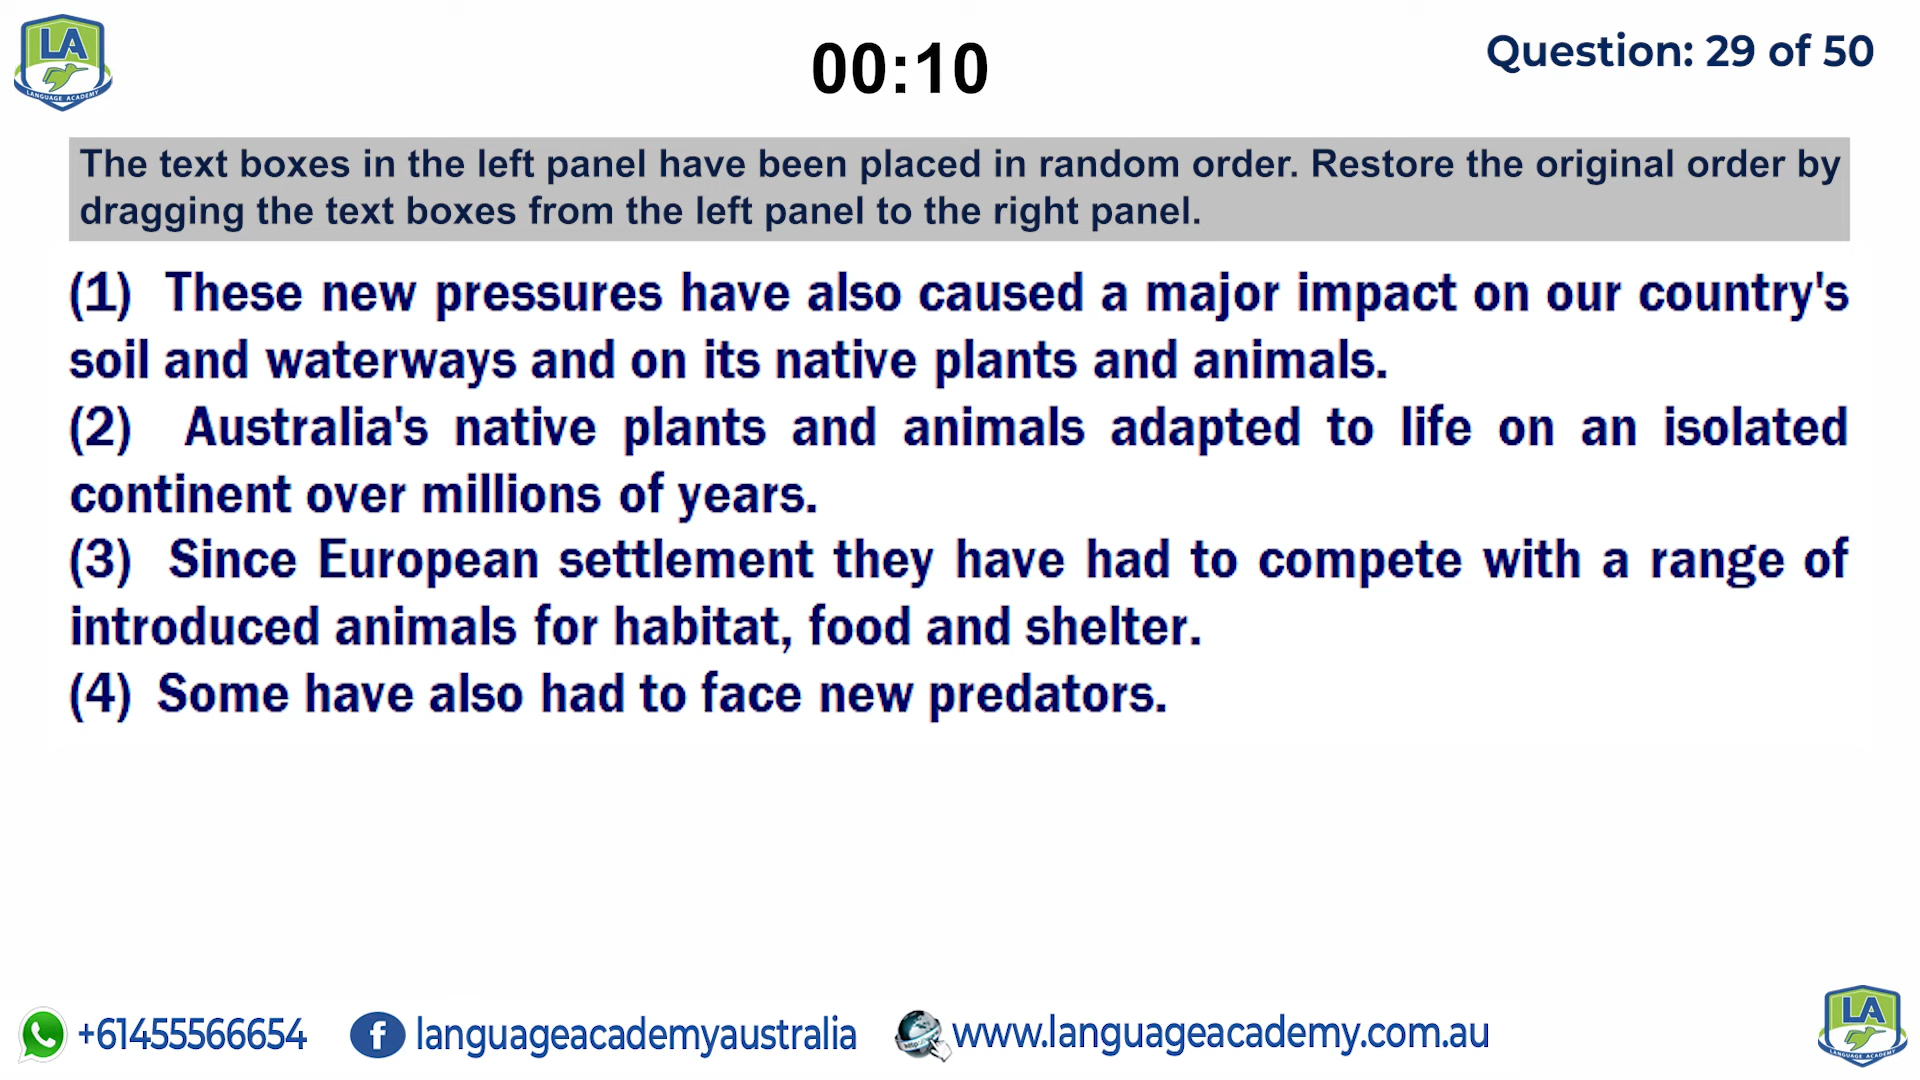 LA
LANGUAGE ACADEMY
00:10
Question: 29 of 50
The text boxes in the left panel have been placed in random order. Restore the original order by
dragging the text boxes from the left panel to the right panel.
(1) These new pressures have also caused a major impact on our country's
soil and waterways and on its native plants and animals.
(2) Australia's native plants and animals adapted to life on an isolated
continent over millions of years.
(3) Since European settlement they have had to compete with a range of
introduced animals for habitat, food and shelter.
(4) Some have also had to face new predators.
+61455566654
languageacademyaustralia
www.languageacademy.com.au
LA
LANGUAGE ACADEMY